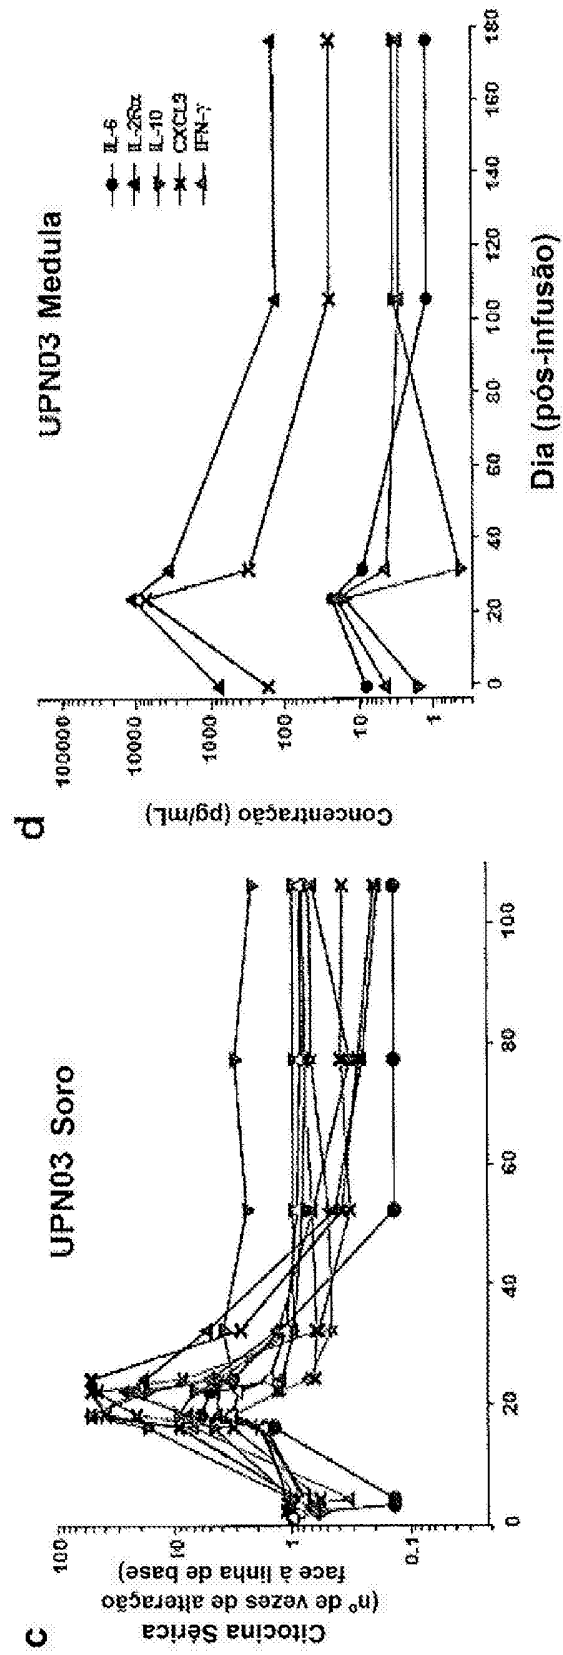 c
UPN03 Soro
Citocina Sérica
(nº de vezes de alteração
face à linha de base)
100
10
1
0.1
0
20
40
60
80
100
d
UPN03 Medula
IL-6
IL-2Rα
IL-10
CXCL9
IFN-γ
Concentração (pg/mL)
100000
10000
1000
100
10
1
0
20
40
60
80
100
120
140
160
180
Dia (pós-infusão)